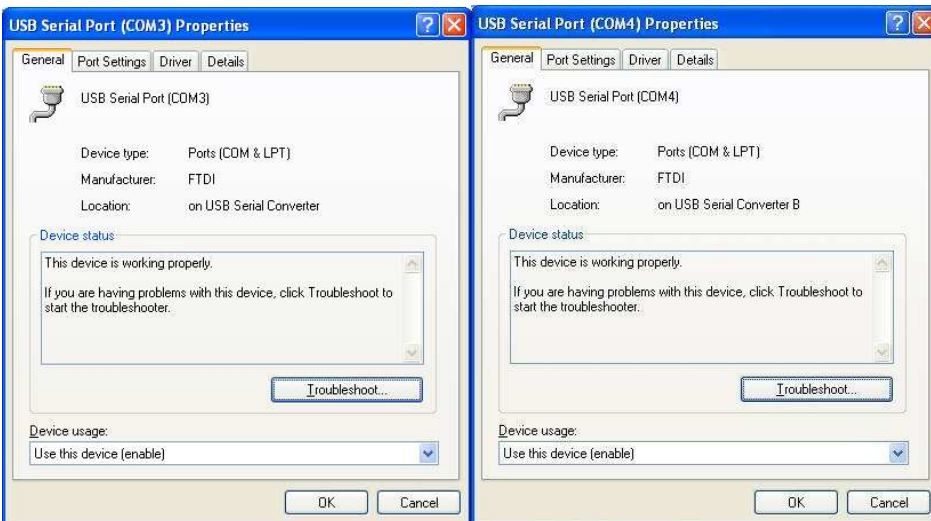 USB Serial Port (COM3) Properties
General Port Settings Driver Details
USB Serial Port (COM3)
Device type: Ports (COM & LPT)
Manufacturer: FTDI
Location: on USB Serial Converter
Device status
This device is working properly.
If you are having problems with this device, click Troubleshoot to
start the troubleshooter.
Troubleshoot...
Device usage:
Use this device (enable)
OK Cancel
USB Serial Port (COM4) Properties
General Port Settings Driver Details
USB Serial Port (COM4)
Device type: Ports (COM & LPT)
Manufacturer: FTDI
Location: on USB Serial Converter B
Device status
This device is working properly.
If you are having problems with this device, click Troubleshoot to
start the troubleshooter.
Troubleshoot...
Device usage:
Use this device (enable)
OK Cancel